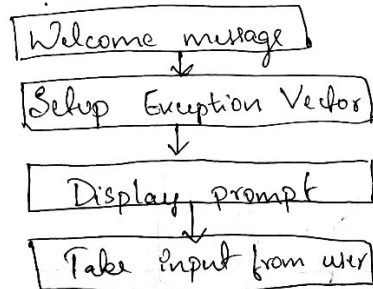 Welcome message
Setup Exception Vector
Display prompt
Take input from user